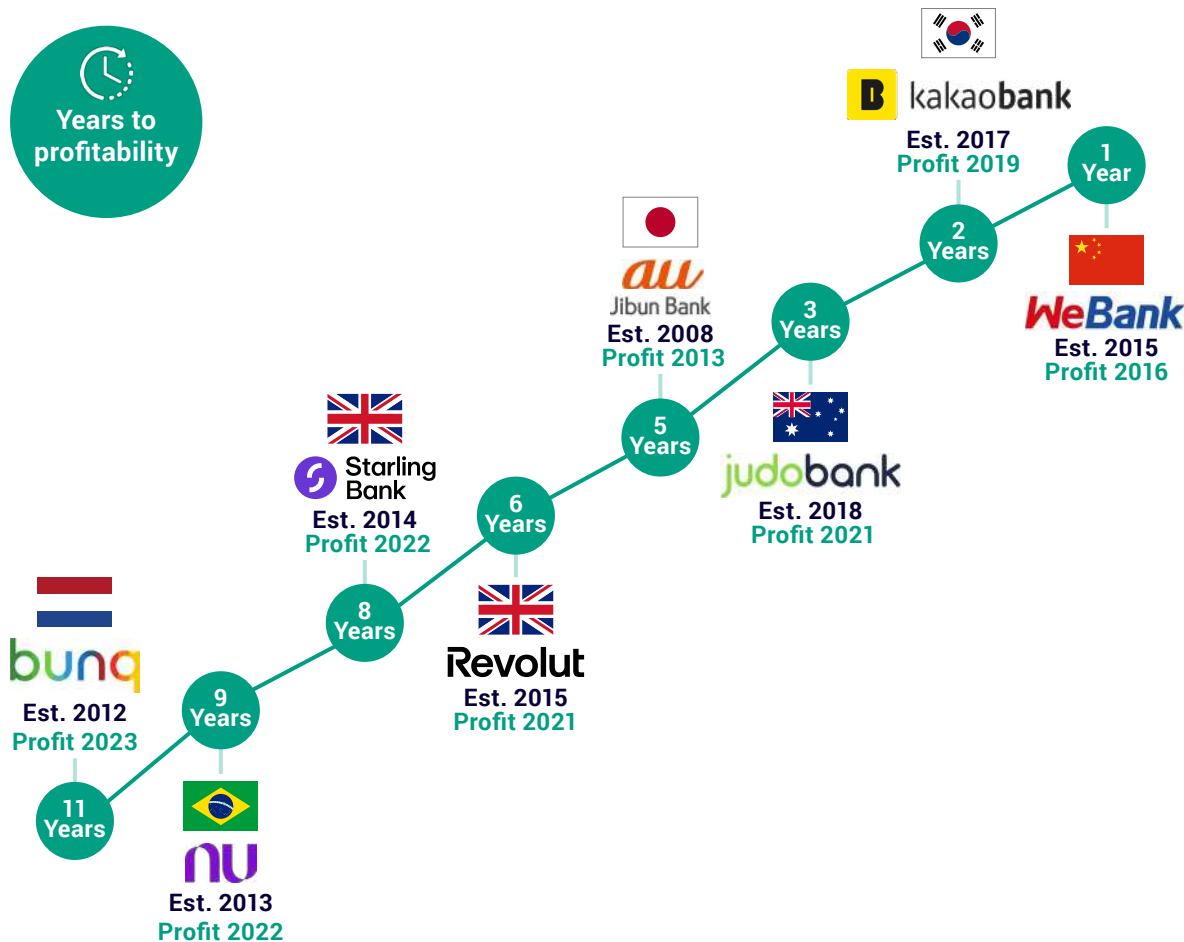 Years to
profitability
bunq
Est. 2012
Profit 2023
11
Years
9
Years
nu
Est. 2013
Profit 2022
Starling
Bank
Est. 2014
Profit 2022
8
Years
6
Years
Revolut
Est. 2015
Profit 2021
au
Jibun Bank
Est. 2008
Profit 2013
5
Years
3
Years
judobank
Est. 2018
Profit 2021
B kakaobank
Est. 2017
Profit 2019
2
Years
1
Year
WeBank
Est. 2015
Profit 2016